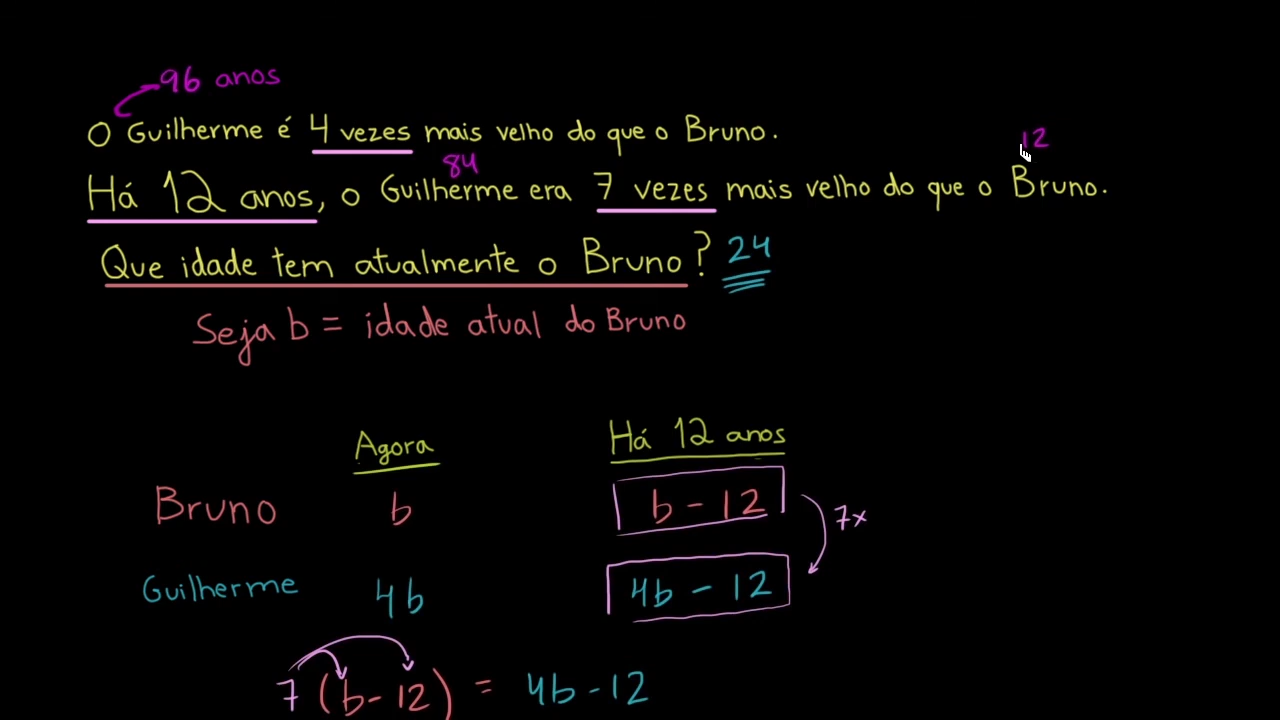 96 anos
O Guilherme é 4 vezes mais velho do que o Bruno.
84
12
Há 12 anos, o Guilherme era 7 vezes mais velho do que o Bruno.
Que idade tem atualmente o Bruno? 24
Seja b = idade atual do Bruno
Agora
Há 12 anos
Bruno
b
b - 12
7x
Guilherme
4b
4b - 12
7 (b - 12) = 4b - 12